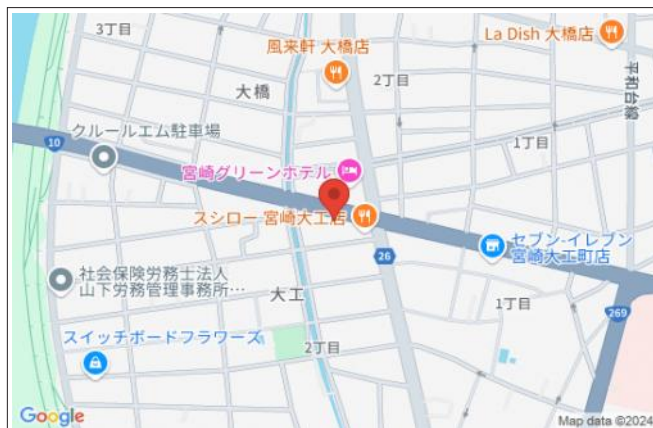 3丁目
La Dish 大橋店
風来軒 大橋店
平和台線
大橋
2丁目
10
クルールエム駐車場
1丁目
宮崎グリーンホテル
スシロー 宮崎大工店
セブン-イレブン
宮崎大工町店
26
社会保険労務士法人
山下労務管理事務所…
大工
1丁目
269
スイッチボードフラワーズ
2丁目
Google
Map data ©2024